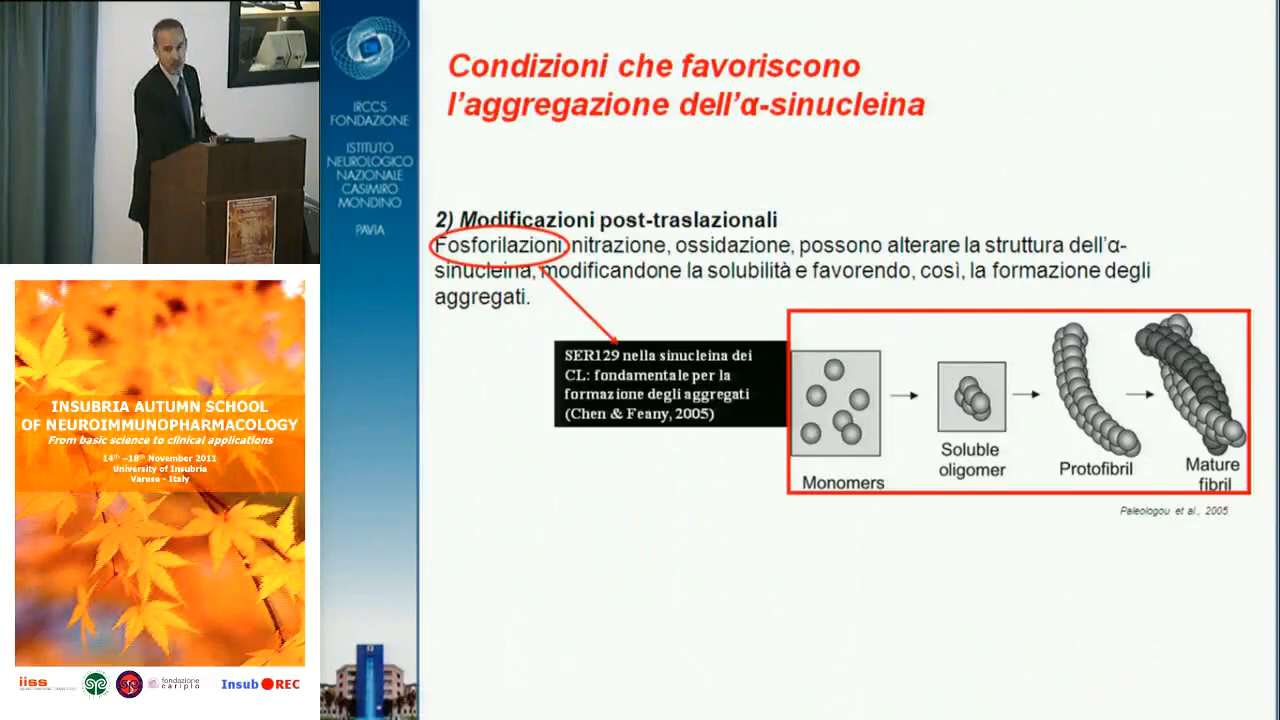 IRCCS
FONDAZIONE
ISTITUTO
NEUROLOGICO
NAZIONALE
CASIMIRO
MONDINO
PAVIA
Condizioni che favoriscono
l'aggregazione dell'α-sinucleina
2) Modificazioni post-traslazionali
Fosforilazioni nitrazione, ossidazione, possono alterare la struttura dell'α-
sinucleina, modificandone la solubilità e favorendo, così, la formazione degli
aggregati.
SER129 nella sinucleina dei
CL: fondamentale per la
formazione degli aggregati
(Chen & Feany, 2005)
Monomers
Soluble
oligomer
Protofibril
Mature
fibril
Paleologou et al., 2005
INSUBRIA AUTUMN SCHOOL
OF NEUROIMMUNOPHARMACOLOGY
From basic science to clinical applications
14th -18th November 2011
University of Insubria
Varese - Italy
iiss
fondazione
cariplo
Insub REC